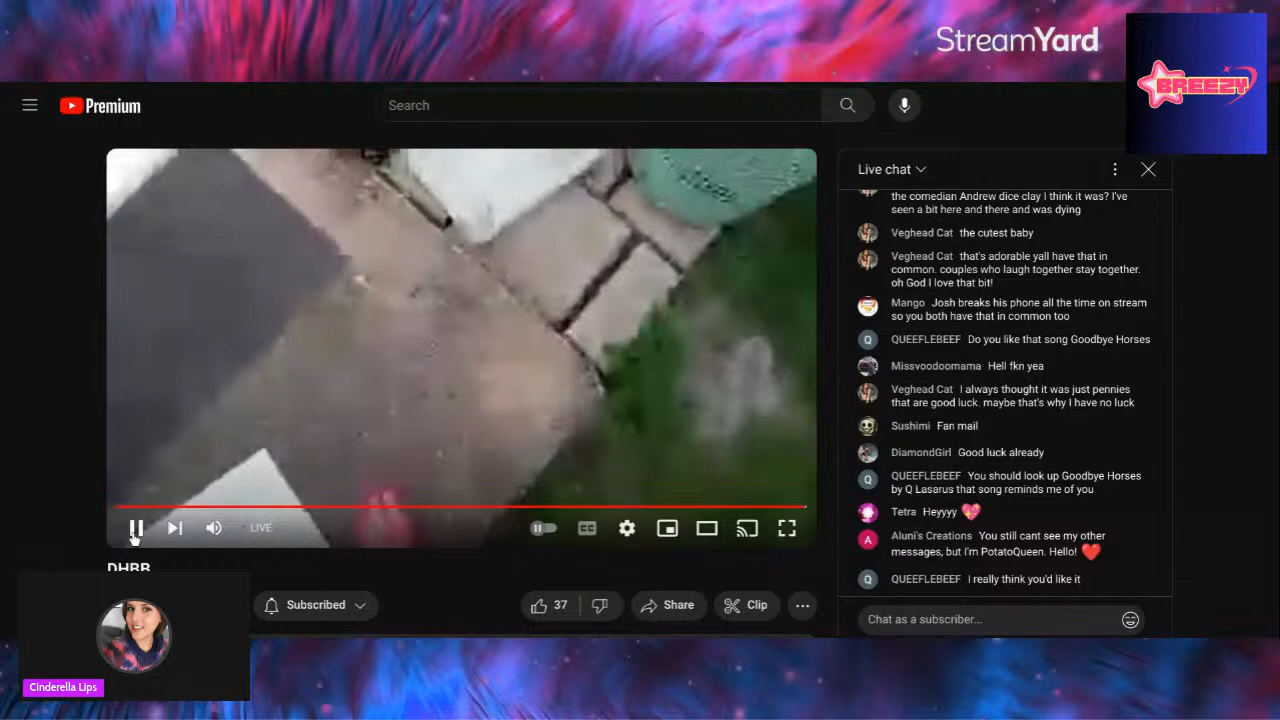 StreamYard
BREEZY
Premium
Search
Live chat
the comedian Andrew dice clay I think it was? I've
seen a bit here and there and was dying
Veghead Cat the cutest baby
Veghead Cat that's adorable yall have that in
common. couples who laugh together stay together.
oh God I love that bit!
Mango Josh breaks his phone all the time on stream
so you both have that in common too
QUEEFLEBEEF Do you like that song Goodbye Horses
Missvoodoomama Hell fkn yea
Veghead Cat I always thought it was just pennies
that are good luck. maybe that's why I have no luck
Sushimi Fan mail
DiamondGirl Good luck already
QUEEFLEBEEF You should look up Goodbye Horses
by Q Lasarus that song reminds me of you
Tetra Heyyyy 💖
Aluni's Creations You still cant see my other
messages, but I'm PotatoQueen. Hello! ❤️
QUEEFLEBEEF I really think you'd like it
Chat as a subscriber...
LIVE
CC
DHBB
Subscribed
37
Share
Clip
Cinderella Lips